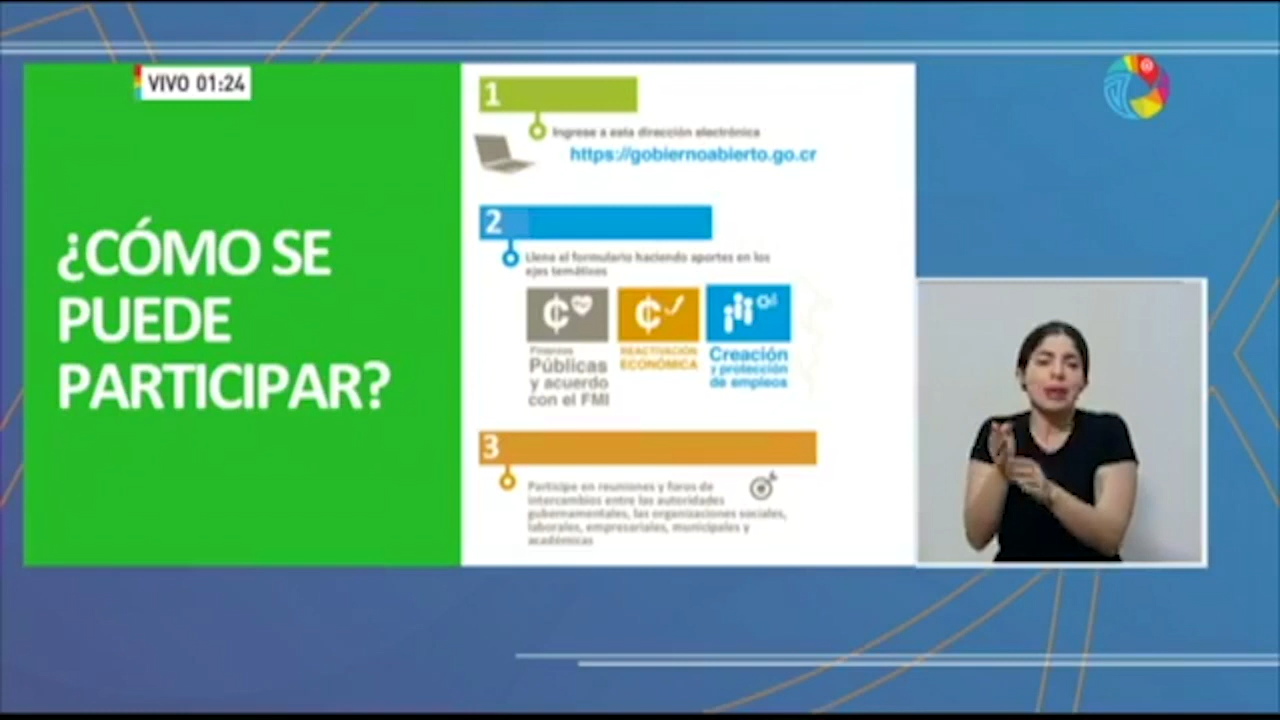 VIVO 01:24
¿CÓMO SE
PUEDE
PARTICIPAR?
1
Ingrese a esta dirección electrónica
https://gobiernoabierto.go.cr
2
Llene el formulario haciendo aportes en los
ejes temáticos
Finanzas
Públicas
y acuerdo
con el FMI
REACTIVACIÓN
ECONÓMICA
Creación
y protección
de empleos
3
Participe en reuniones y foros de
intercambios entre las autoridades
gubernamentales, las organizaciones sociales,
laborales, empresariales, municipales y
académicas